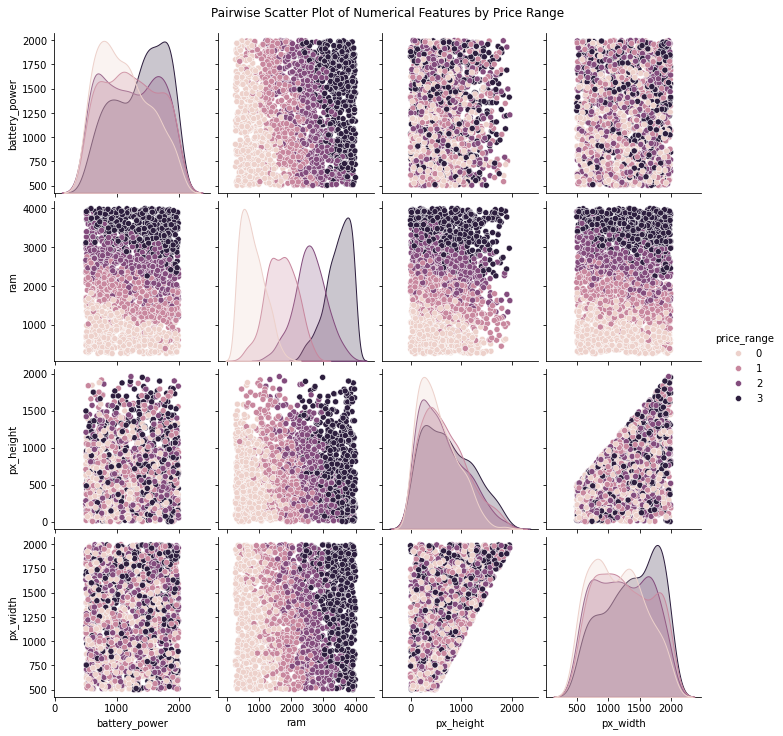 Pairwise Scatter Plot of Numerical Features by Price Range
2000
1750
1500
1250
1000
750
500
battery_power
4000
3000
2000
1000
ram
price_range
0
1
2
3
2000
1500
1000
500
0
px_height
2000
1750
1500
1250
1000
750
500
px_width
0 1000 2000
0 1000 2000 3000 4000
0 1000 2000
500 1000 1500 2000
battery_power ram px_height px_width